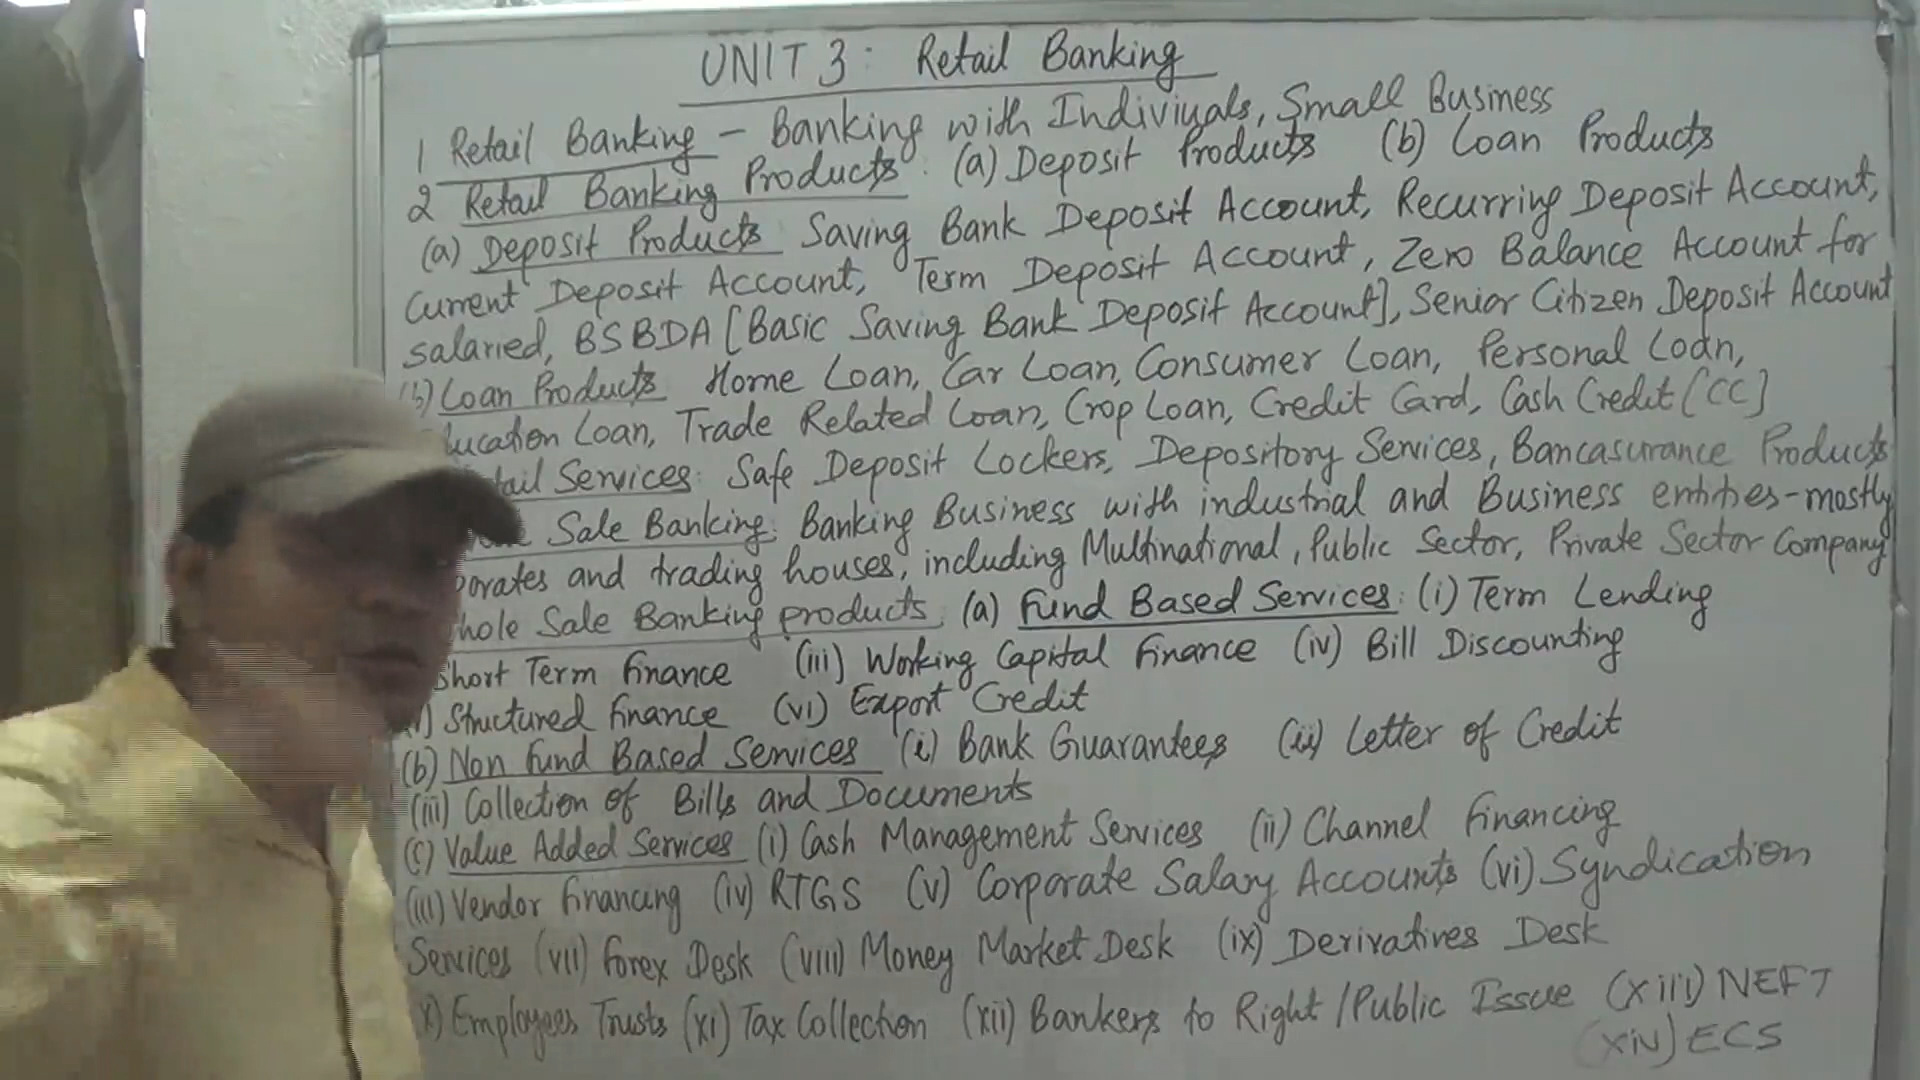 UNIT 3: Retail Banking
1 Retail Banking - Banking with Indiviuals, Small Business
2 Retail Banking Products: (a) Deposit Products (b) Loan Products
(a) Deposit Products Saving Bank Deposit Account, Recurring Deposit Account,
Current Deposit Account, Term Deposit Account, Zero Balance Account for
salaried, BSBDA [Basic Saving Bank Deposit Account], Senior Citizen Deposit Account
(b) Loan Products Home Loan, Car Loan, Consumer Loan, Personal Loan,
Loan, Trade Related Loan, Crop Loan, Credit Card, Cash Credit [CC]
Services: Safe Deposit Lockers, Depository Services, Bancasurance Products
Sale Banking: Banking Business with industrial and Business entities-mostly
and trading houses, including Multinational, Public Sector, Private Sector Company
Sale Banking products (a) Fund Based Services: (i) Term Lending
Short Term Finance (iii) Working Capital Finance (iv) Bill Discounting
Structured Finance (vi) Export Credit
(b) Non Fund Based Services (i) Bank Guarantees (ii) Letter of Credit
(iii) Collection of Bills and Documents
(c) Value Added Services (i) Cash Management Services (ii) Channel Financing
(iii) Vendor Financing (iv) RTGS (v) Corporate Salary Accounts (vi) Syndication
Services (vii) Forex Desk (viii) Money Market Desk (ix) Derivatives Desk
x) Employees Trusts (xi) Tax Collection (xii) Bankers to Right/Public Issue (xiii) NEFT
(xiv) ECS